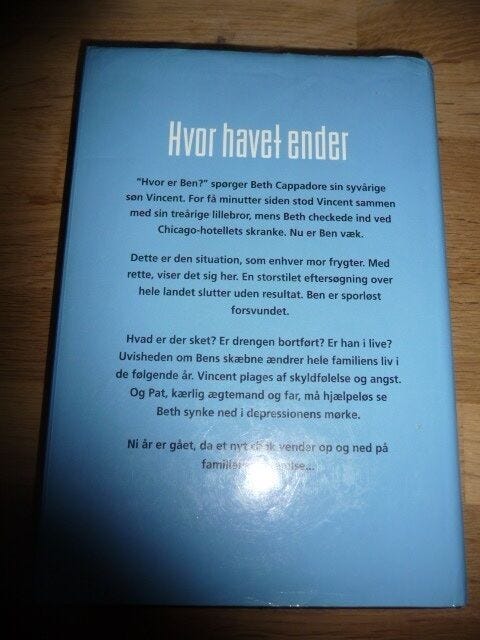 Hvor havet ender
"Hvor er Ben?" spørger Beth Cappadore sin syvårige
søn Vincent. For få minutter siden stod Vincent sammen
med sin treårige lillebror, mens Beth checkede ind ved
Chicago-hotellets skranke. Nu er Ben væk.
Dette er den situation, som enhver mor frygter. Med
rette, viser det sig her. En storstilet eftersøgning over
hele landet slutter uden resultat. Ben er sporløst
forsvundet.
Hvad er der sket? Er drengen bortført? Er han i live?
Uvisheden om Bens skæbne ændrer hele familiens liv i
de følgende år. Vincent plages af skyldfølelse og angst.
Og Pat, kærlig ægtemand og far, må hjælpeløs se
Beth synke ned i depressionens mørke.
Ni år er gået, da et nyt vender op og ned på